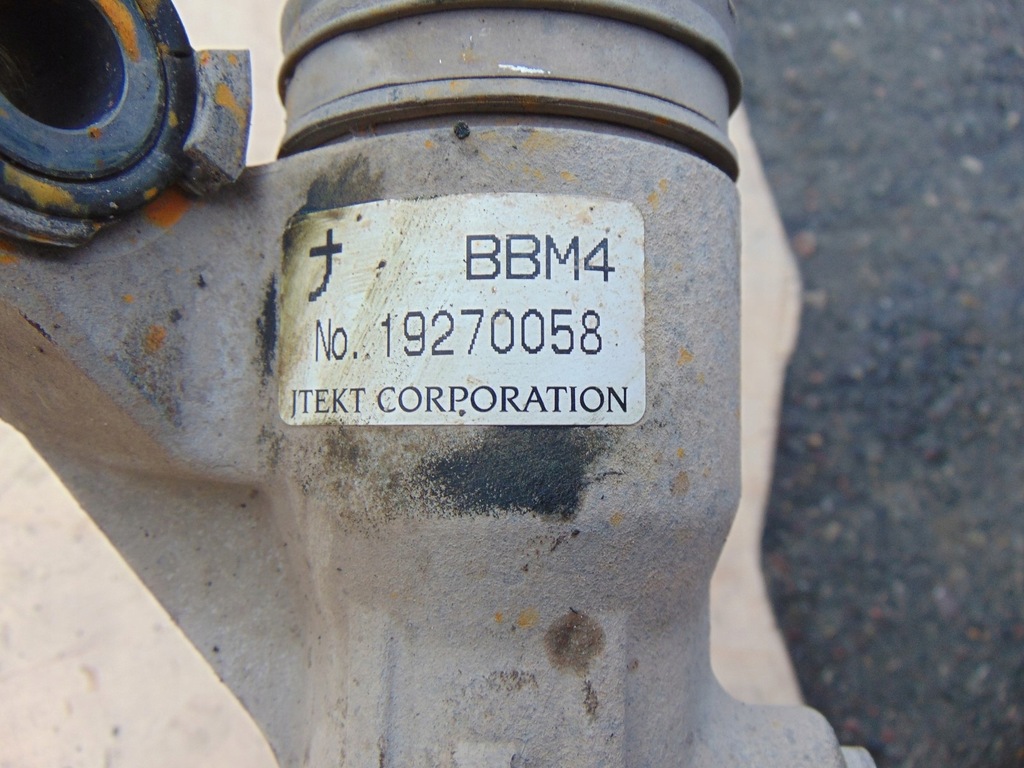 ナ BBM4
No. 19270058
JTEKT CORPORATION